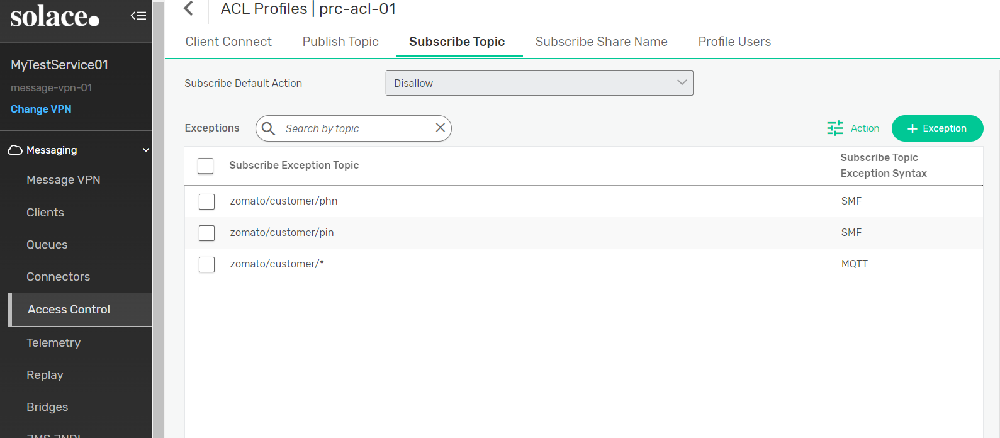 solace.
MyTestService01
message-vpn-01
Change VPN
Messaging
Message VPN
Clients
Queues
Connectors
Access Control
Telemetry
Replay
Bridges
ACL Profiles | prc-acl-01
Client Connect
Publish Topic
Subscribe Topic
Subscribe Share Name
Profile Users
Subscribe Default Action
Disallow
Exceptions
Search by topic
Action
+ Exception
Subscribe Exception Topic
Subscribe Topic
Exception Syntax
zomato/customer/phn
SMF
zomato/customer/pin
SMF
zomato/customer/*
MQTT